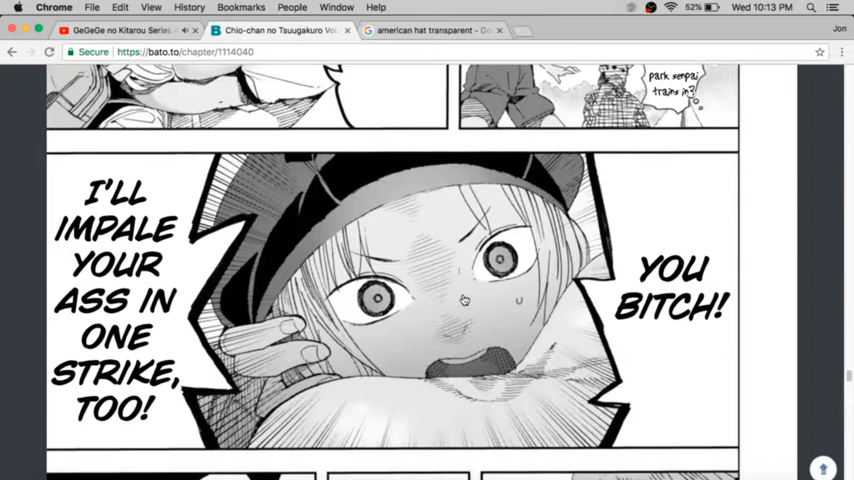 Chrome File Edit View History Bookmarks People Window Help 52% Wed 10:13 PM
GeGeGe no Kitarou Series Chio-chan no Tsuugakuro Vol. american hat transparent - Go Jon
Secure https://bato.to/chapter/1114040
park senpai
trains in?
YOU
BITCH!
I'LL
IMPALE
YOUR
ASS IN
ONE
STRIKE,
TOO!